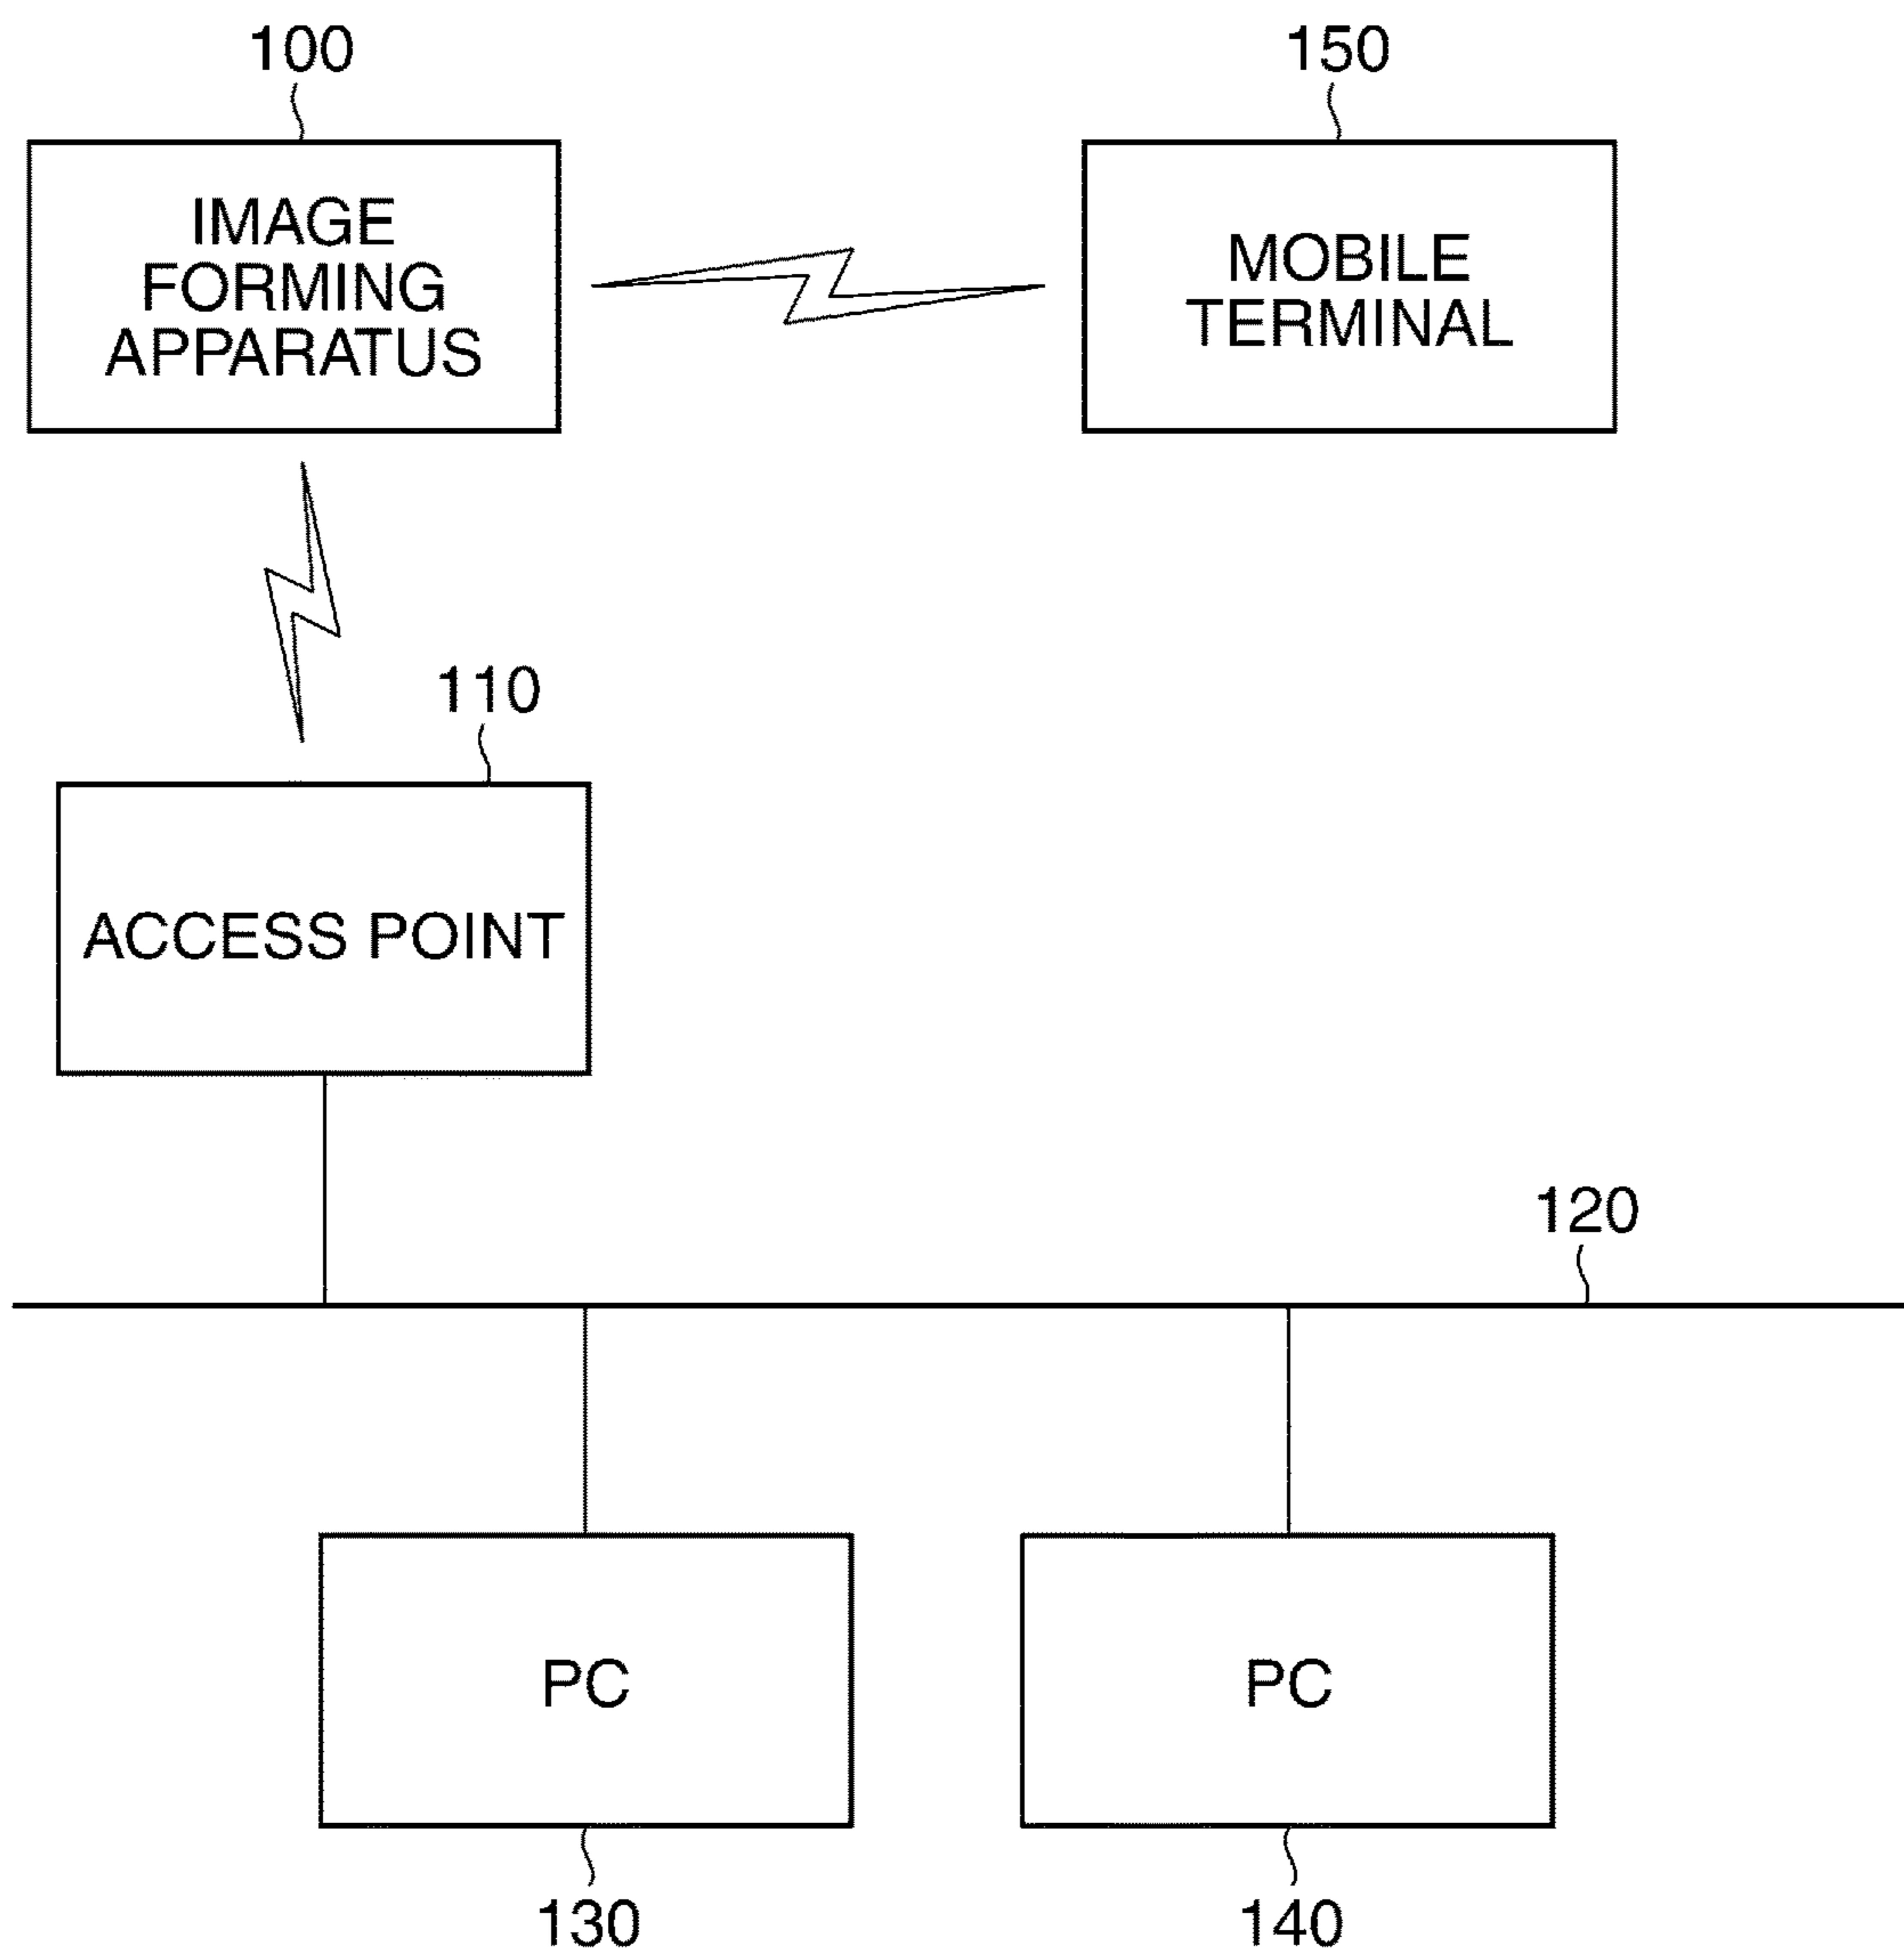 100
150
IMAGE
FORMING
APPARATUS
MOBILE
TERMINAL
110
ACCESS POINT
120
PC
PC
130
140